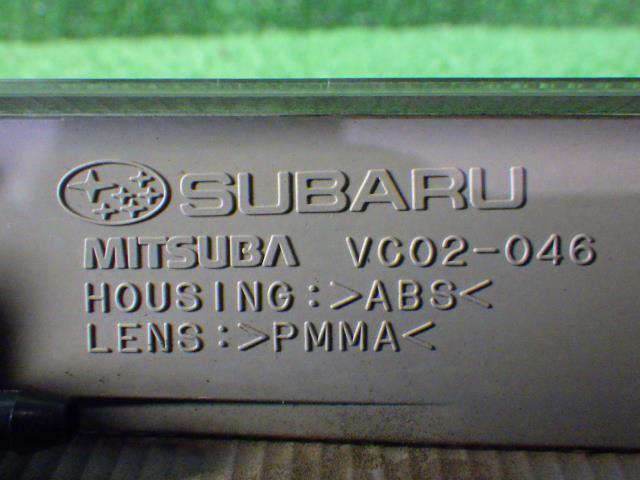 SUBARU
MITSUBA VC02-046
HOUSING:>ABS<
LENS:>PMMA<